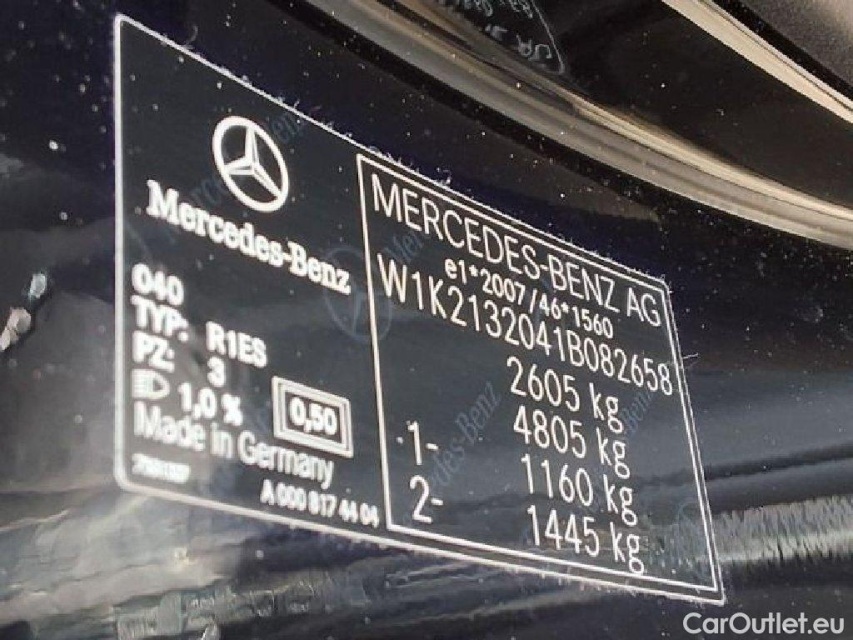 Mercedes-Benz
040
TYP: R1ES
PZ: 3
1,0 %
0,50
Made in Germany
A 000 817 44 04
MERCEDES-BENZ AG
e1*2007/46*1560
W1K2132041B082658
2605 kg
4805 kg
1- 1160 kg
2- 1445 kg
CarOutlet.eu